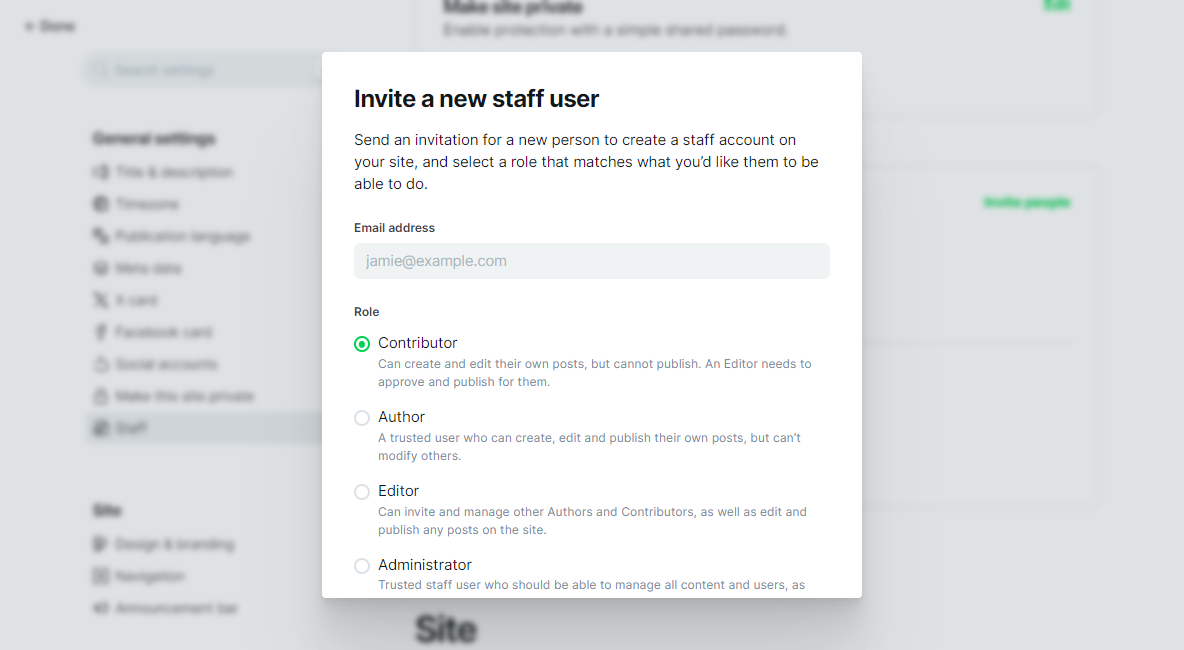 Make site private
Edit
← Done
Enable protection with a simple shared password.
Search settings
General settings
Title & description
Timezone
Publication language
Meta data
X card
Facebook card
Social accounts
Make this site private
Staff
Site
Design & branding
Navigation
Announcement bar
Invite a new staff user
Send an invitation for a new person to create a staff account on
your site, and select a role that matches what you’d like them to be
able to do.
Email address
jamie@example.com
Role
Contributor
Can create and edit their own posts, but cannot publish. An Editor needs to
approve and publish for them.
Author
A trusted user who can create, edit and publish their own posts, but can’t
modify others.
Editor
Can invite and manage other Authors and Contributors, as well as edit and
publish any posts on the site.
Administrator
Trusted staff user who should be able to manage all content and users, as
Invite people
Site